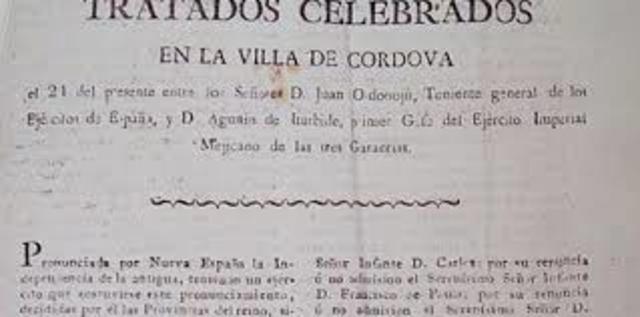 TRATADOS CELEBRADOS
EN LA VILLA DE CORDOVA
el 21 del presente entre los Señores D. Juan O-donojú, Teniente general de los
Ejércitos de España, y D. Agustin de Iturbide, primer Gefe del Ejército Imperial
Mejicano de las tres Garantias.
Pronunciada por Nueva España la In-
dependencia de la antigua, teniendo un ejér-
cito que sostuviese este pronunciamiento,
decididas por él las Provincias del reino, si-
Señor Infante D. Carlos; por su renuncia
ó no admision el Serenísimo Señor Infante
D. Francisco de Paula; por su renuncia
ó no admision el Serenísimo Señor D.